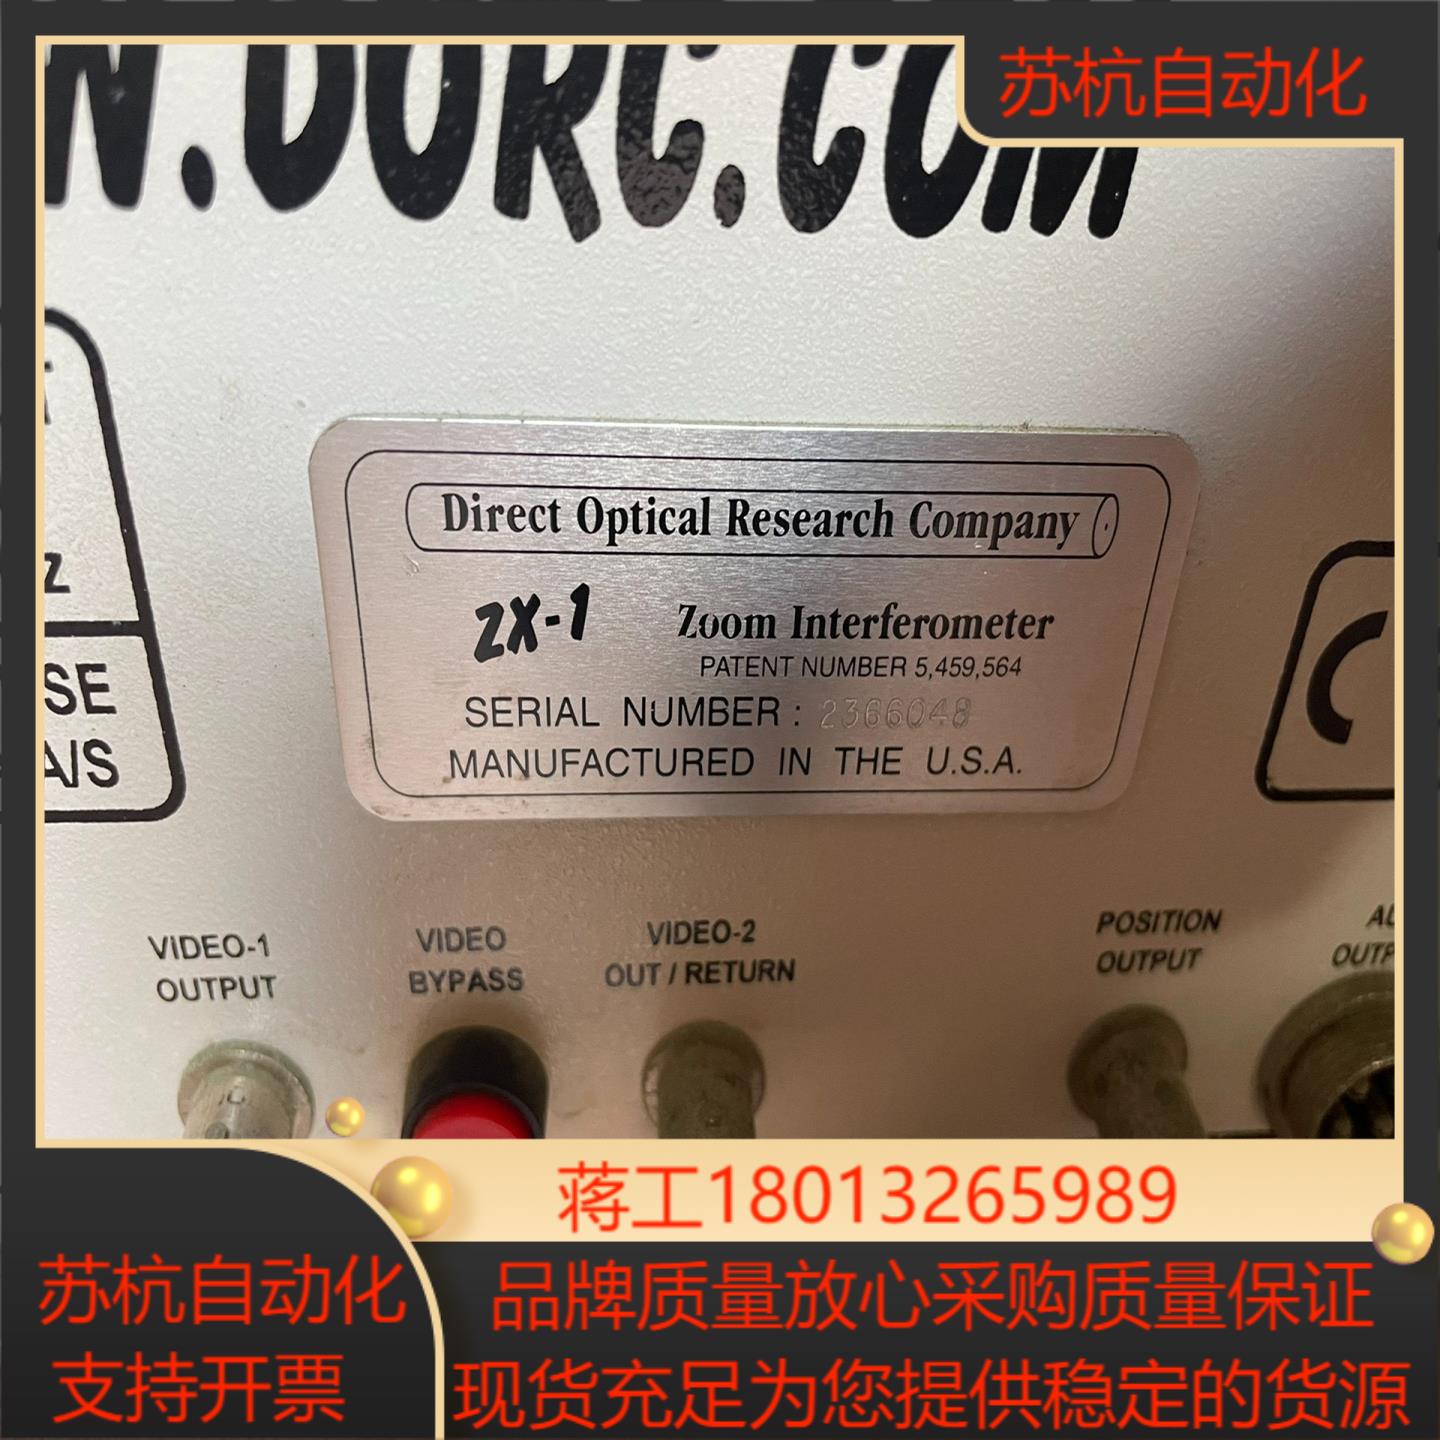 苏杭自动化
W.DORC.COM
Direct Optical Research Company
ZX-1 Zoom Interferometer
PATENT NUMBER 5,459,564
SERIAL NUMBER: 2366048
MANUFACTURED IN THE U.S.A.
Z
SE
A/S
VIDEO-1
OUTPUT
VIDEO
BYPASS
VIDEO-2
OUT / RETURN
POSITION
OUTPUT
蒋工18013265989
苏杭自动化
支持开票
品牌质量放心采购质量保证
现货充足为您提供稳定的货源